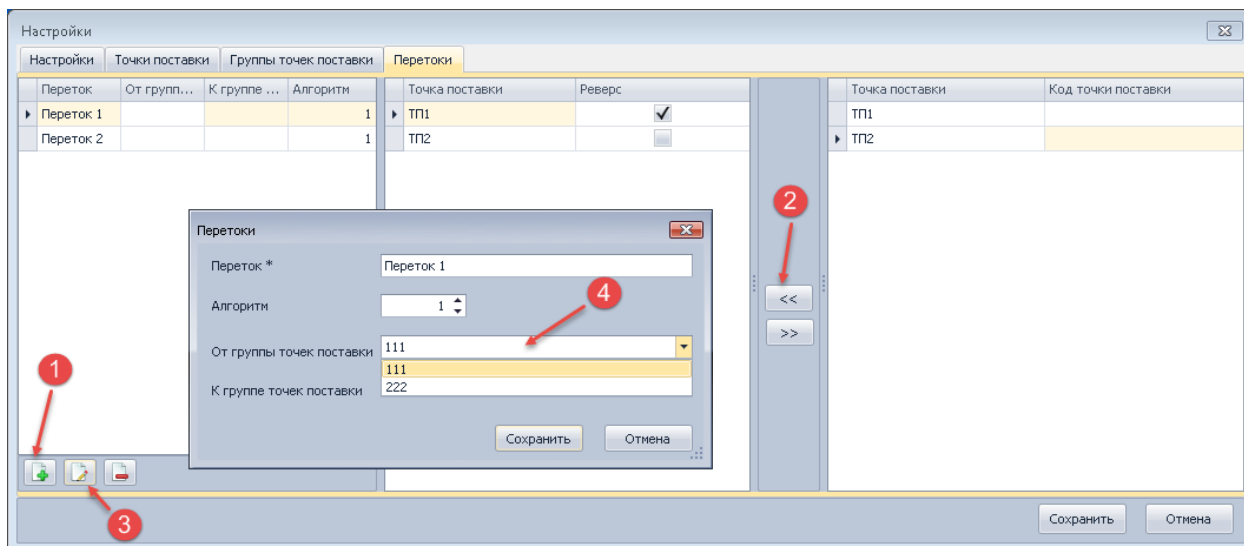 Настройки
Настройки Точки поставки Группы точек поставки Перетоки
Переток От групп... К группе ... Алгоритм Точка поставки Реверс Точка поставки Код точки поставки
Переток 1 1 ТП1 ТП1
Переток 2 1 ТП2 ТП2
2
Перетоки
Переток * Переток 1
4
Алгоритм 1
<<
>>
От группы точек поставки 111
1
111
К группе точек поставки 222
Сохранить Отмена
3
Сохранить Отмена